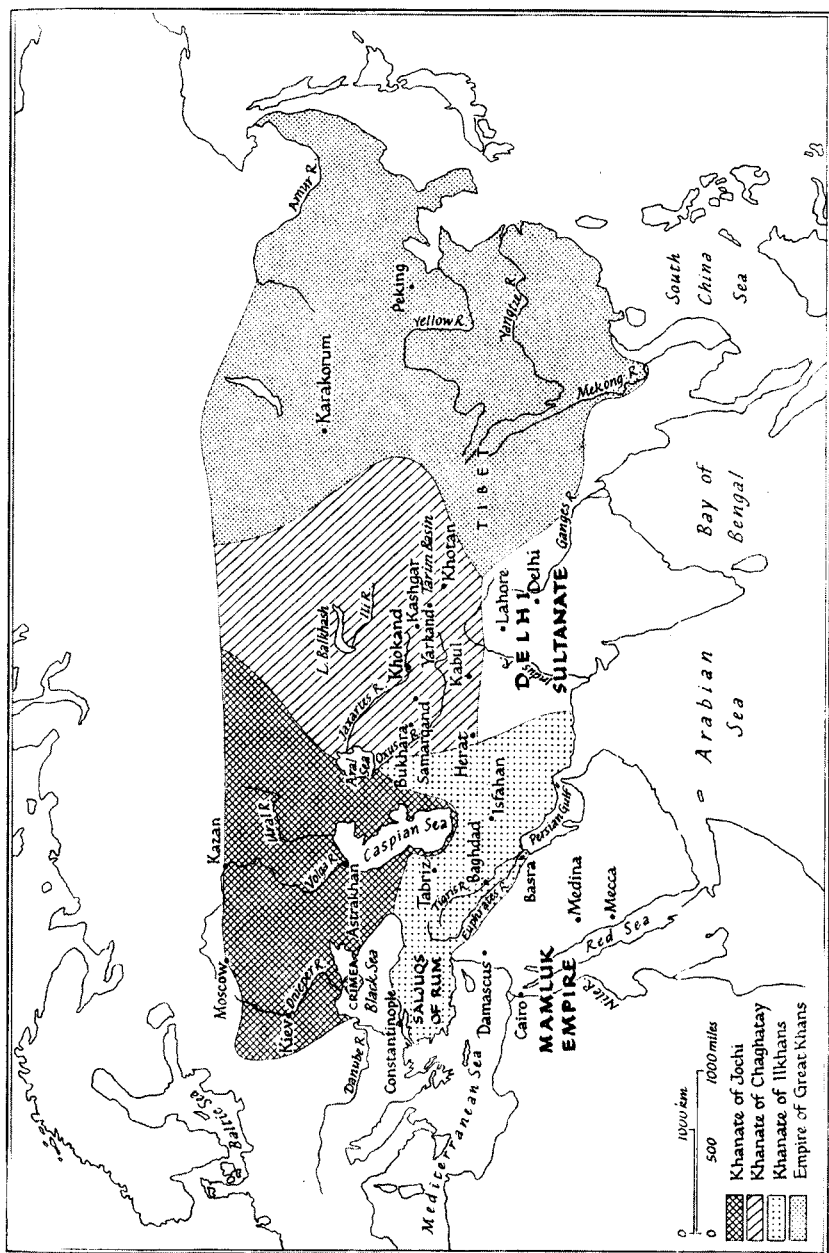 Moscow
Kazan
Kiev
Dnieper R.
Volga R.
Ural R.
Astrakhan
CRIMEA
Black Sea
Danube R.
Constantinople
Baltic Sea
Mediterranean Sea
Caspian Sea
Aral
Sea
Jaxartes R.
Oxus R.
L. Balkhash
Ili R.
Khokand
Kashgar
Yarkand
Tarim Basin
Khotan
Bukhara
Samarqand
Kabul
Herat
Karakorum
Amur R.
Peking
Yellow R.
Yangtze R.
Mekong R.
TIBET
SALJUQS
OF RUM
Tabriz
Tigris R.
Euphrates R.
Baghdad
Isfahan
Basra
Persian Gulf
Damascus
Cairo
MAMLUK
EMPIRE
Nile R.
Red Sea
Medina
Mecca
Lahore
Delhi
Indus
Ganges R.
DELHI
SULTANATE
Arabian
Sea
Bay of
Bengal
South
China
Sea
0 1000 km.
0 500 1000 miles
Khanate of Jochi
Khanate of Chaghatay
Khanate of Ilkhans
Empire of Great Khans